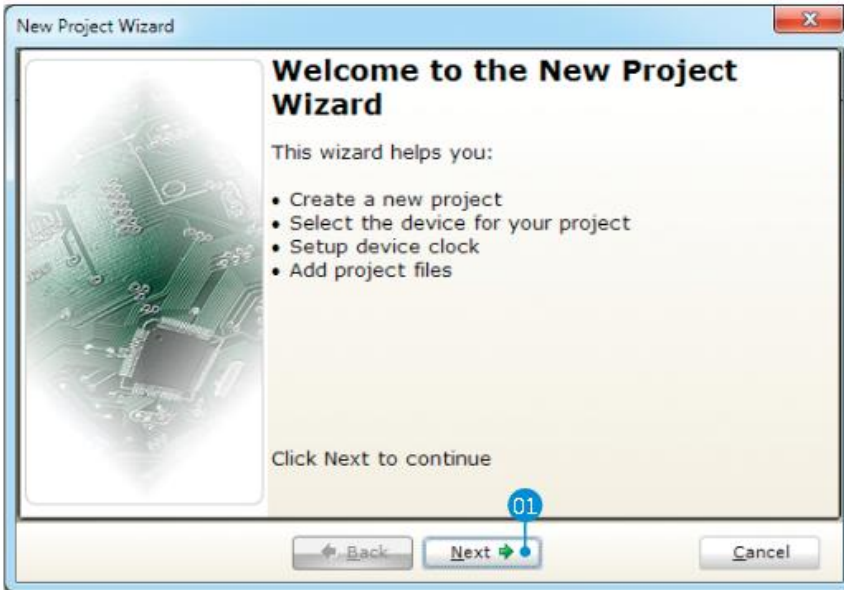 New Project Wizard
Welcome to the New Project
Wizard
This wizard helps you:
• Create a new project
• Select the device for your project
• Setup device clock
• Add project files
Click Next to continue
01
Back Next Cancel